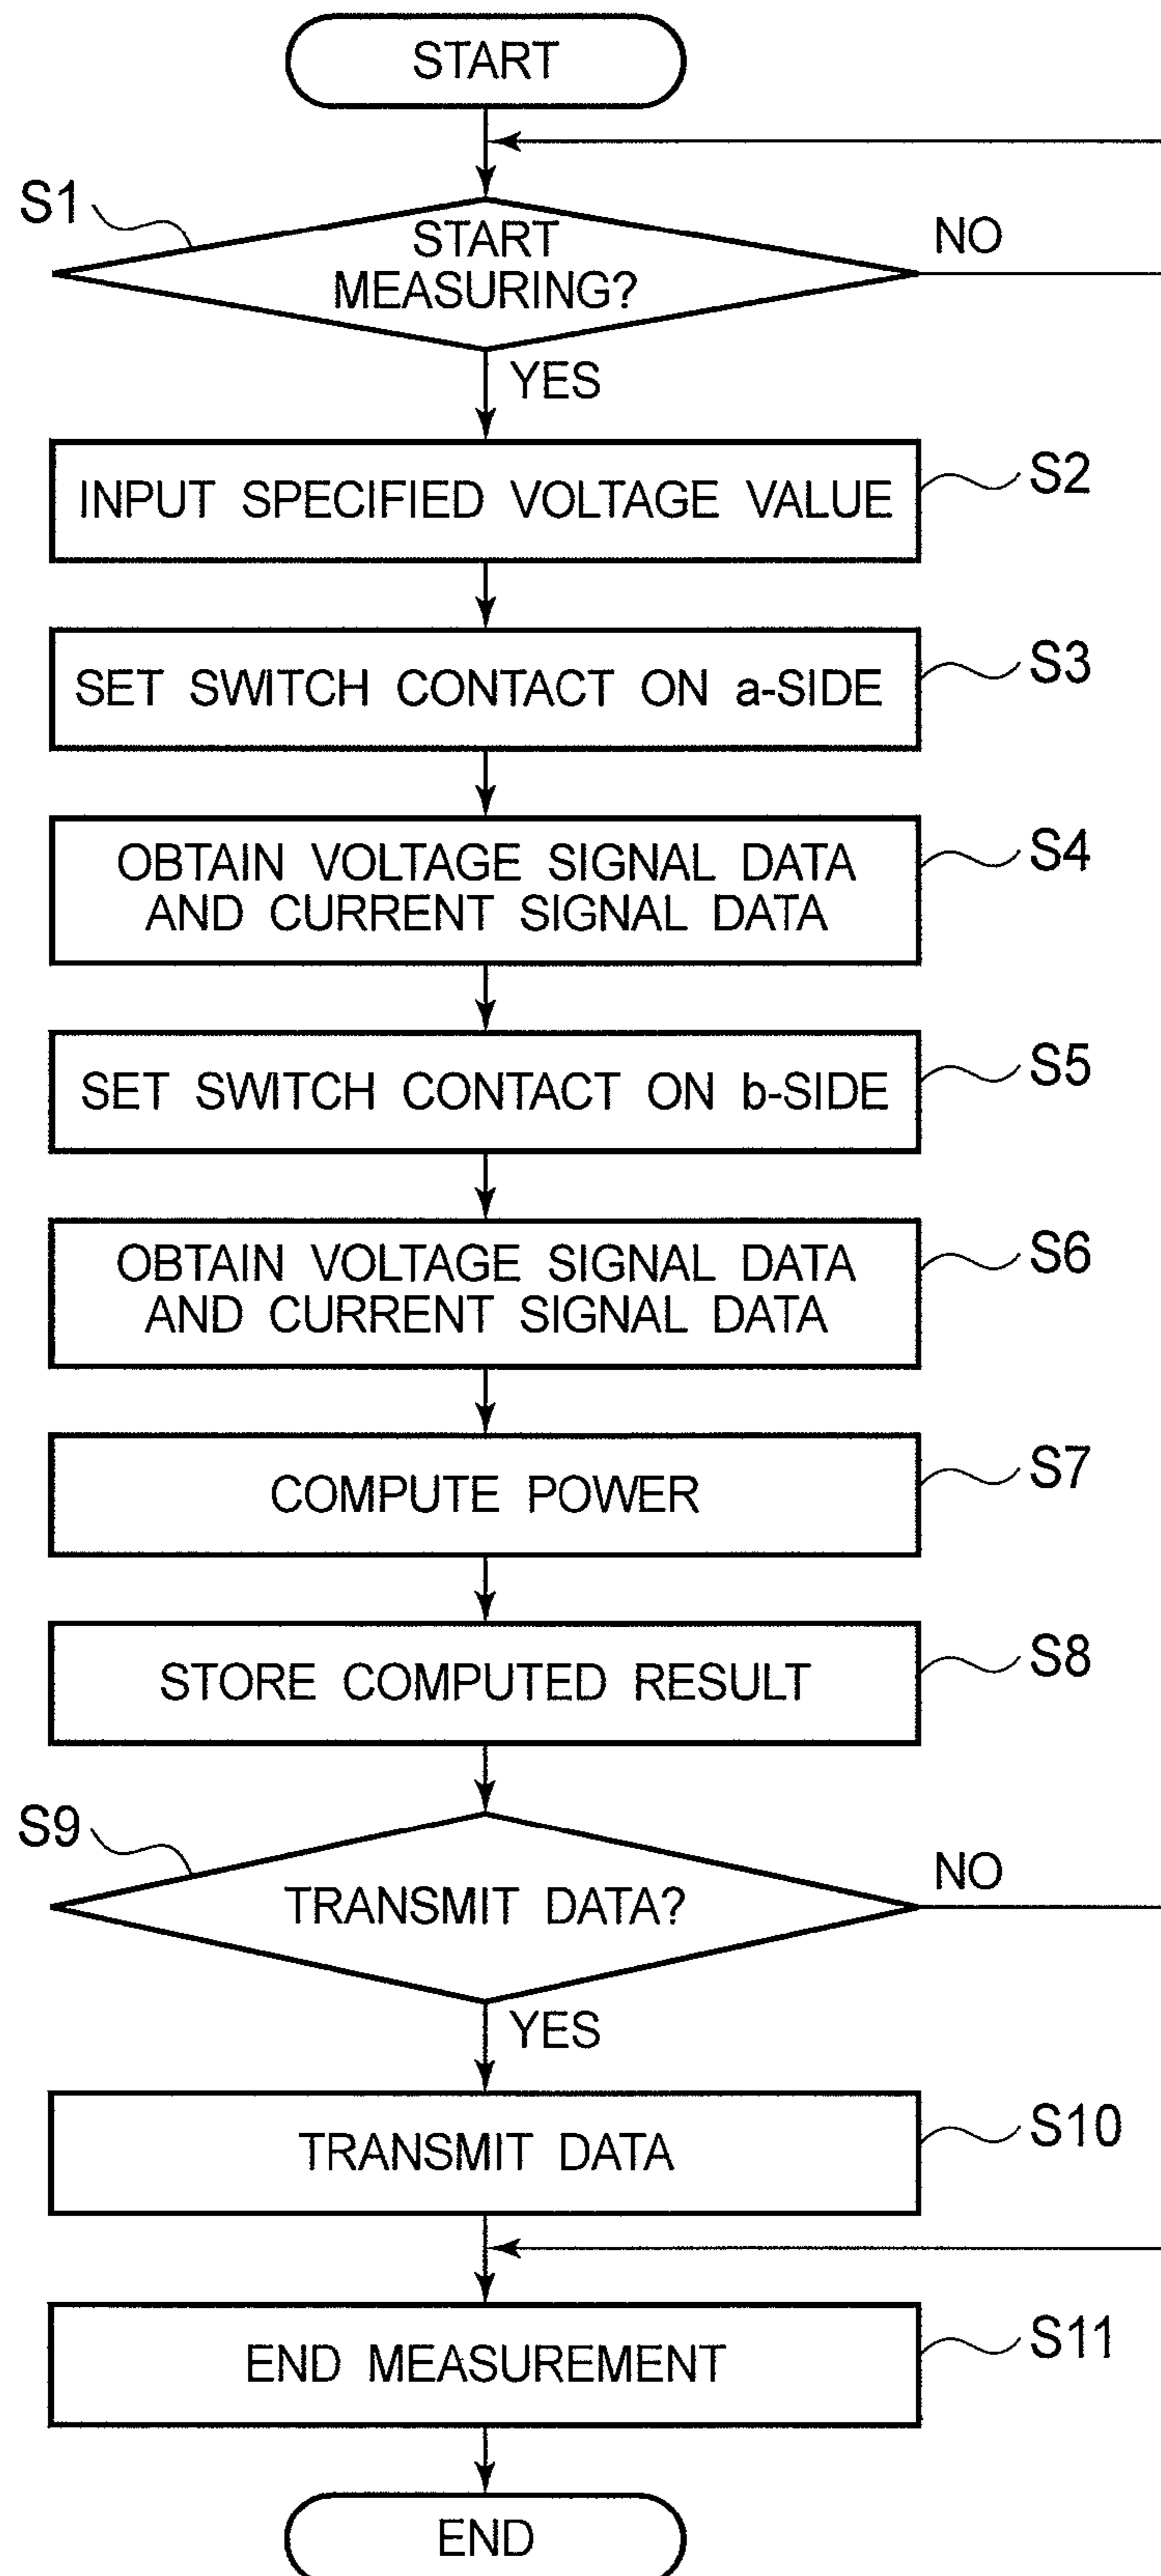 START
S1
START
MEASURING?
NO
YES
INPUT SPECIFIED VOLTAGE VALUE
S2
SET SWITCH CONTACT ON a-SIDE
S3
OBTAIN VOLTAGE SIGNAL DATA
AND CURRENT SIGNAL DATA
S4
SET SWITCH CONTACT ON b-SIDE
S5
OBTAIN VOLTAGE SIGNAL DATA
AND CURRENT SIGNAL DATA
S6
COMPUTE POWER
S7
STORE COMPUTED RESULT
S8
S9
TRANSMIT DATA?
NO
YES
TRANSMIT DATA
S10
END MEASUREMENT
S11
END